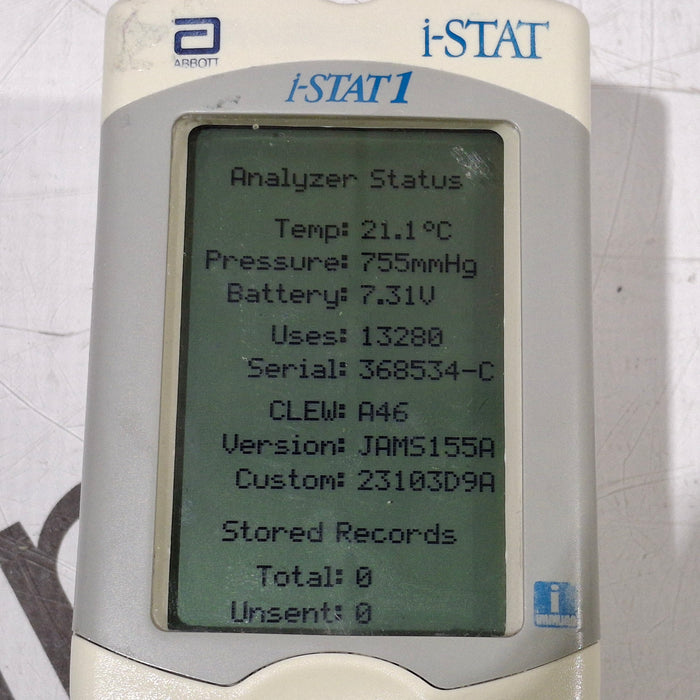 ABBOTT
i-STAT
i-STAT1
Analyzer Status
Temp: 21.1°C
Pressure: 755mmHg
Battery: 7.31V
Uses: 13280
Serial: 368534-C
CLEW: A46
Version: JAMS155A
Custom: 23103D9A
Stored Records
Total: 0
Unsent: 0
i